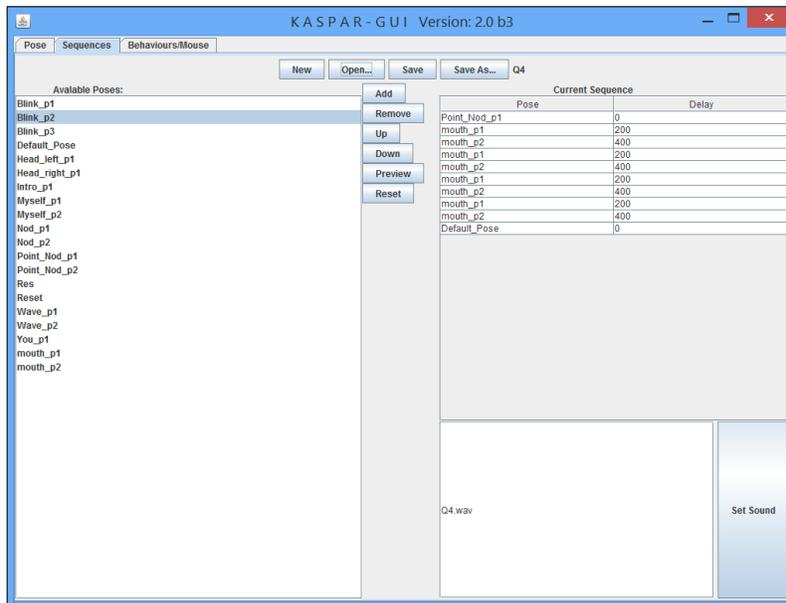 K A S P A R - G U I Version: 2.0 b3
Pose Sequences Behaviours/Mouse
New Open... Save Save As... Q4
Avalable Poses:
Blink_p1
Blink_p2
Blink_p3
Default_Pose
Head_left_p1
Head_right_p1
Intro_p1
Myself_p1
Myself_p2
Nod_p1
Nod_p2
Point_Nod_p1
Point_Nod_p2
Res
Reset
Wave_p1
Wave_p2
You_p1
mouth_p1
mouth_p2
Add
Remove
Up
Down
Preview
Reset
Current Sequence
Pose Delay
Point_Nod_p1 0
mouth_p1 200
mouth_p2 400
mouth_p1 200
mouth_p2 400
mouth_p1 200
mouth_p2 400
mouth_p1 200
mouth_p2 400
Default_Pose 0
Q4.wav
Set Sound